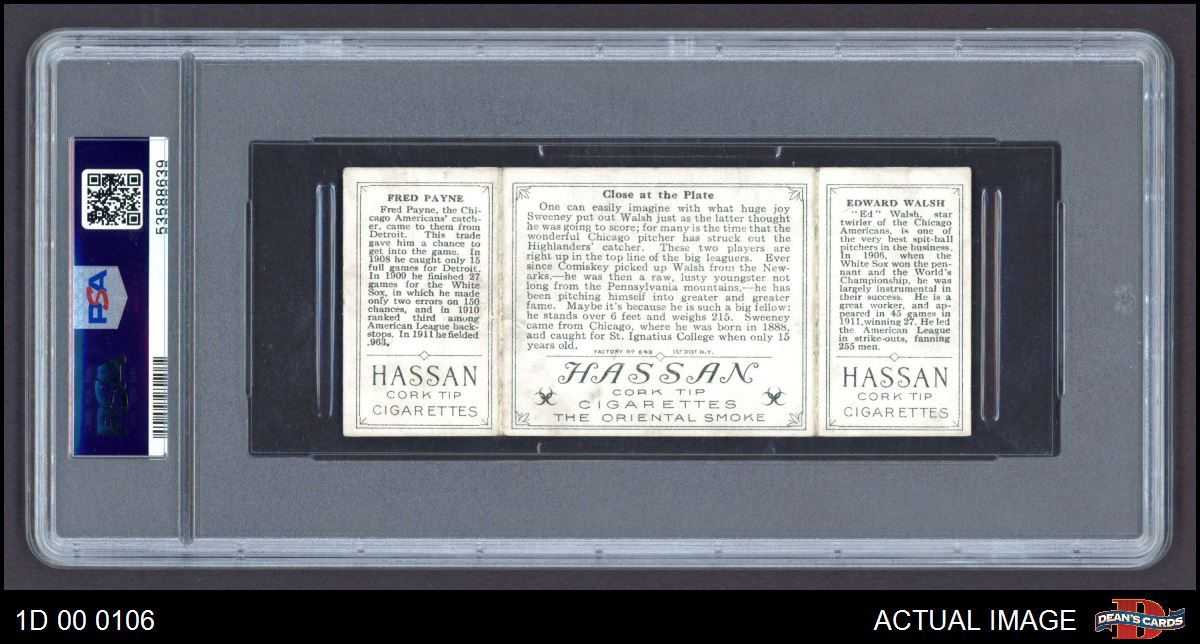 53588639
PSA
PSA
FRED PAYNE
Fred Payne, the Chi-
cago Americans' catch-
er, came to them from
Detroit. This trade
gave him a chance to
get into the game. In
1908 he caught only 15
full games for Detroit.
In 1909 he finished 27
games for the White
Sox, in which he made
only two errors on 150
chances, and in 1910
ranked third among
American League back-
stops. In 1911 he fielded
.963.
HASSAN
CORK TIP
CIGARETTES
Close at the Plate
One can easily imagine with what huge joy
Sweeney put out Walsh just as the latter thought
he was going to score; for many is the time that the
wonderful Chicago pitcher has struck out the
Highlanders' catcher. These two players are
right up in the top line of the big leaguers. Ever
since Comiskey picked up Walsh from the New-
arks,—he was then a raw, lusty youngster not
long from the Pennsylvania mountains,—he has
been pitching himself into greater and greater
fame. Maybe it's because he is such a big fellow:
he stands over 6 feet and weighs 215. Sweeney
came from Chicago, where he was born in 1888,
and caught for St. Ignatius College when only 15
years old.
FACTORY No 649 1ST DIST N.Y.
HASSAN
CORK TIP
CIGARETTES
THE ORIENTAL SMOKE
EDWARD WALSH
"Ed" Walsh, star
twirler of the Chicago
Americans, is one of
the very best spit-ball
pitchers in the business.
In 1906, when the
White Sox won the pen-
nant and the World's
Championship, he was
largely instrumental in
their success. He is a
great worker, and ap-
peared in 45 games in
1911, winning 27. He led
the American League
in strike-outs, fanning
255 men.
HASSAN
CORK TIP
CIGARETTES
1D 00 0106
ACTUAL IMAGE
D
DEAN'S CARDS